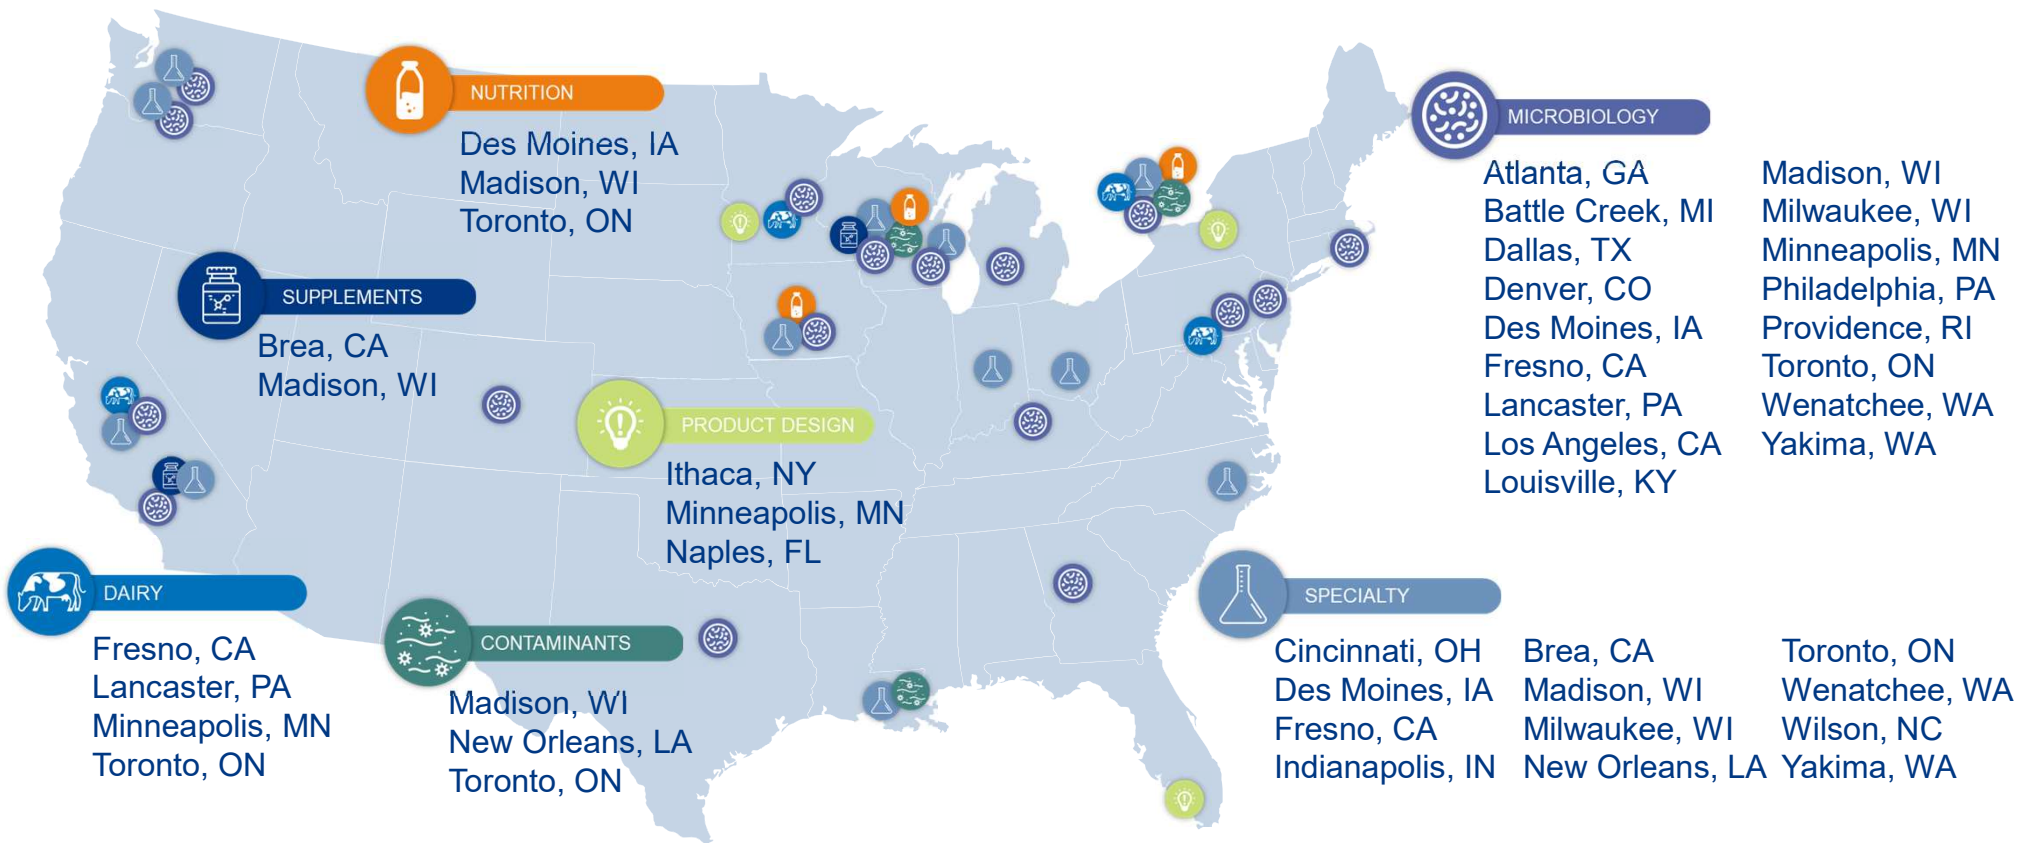 NUTRITION
Des Moines, IA
Madison, WI
Toronto, ON
SUPPLEMENTS
Brea, CA
Madison, WI
PRODUCT DESIGN
Ithaca, NY
Minneapolis, MN
Naples, FL
DAIRY
Fresno, CA
Lancaster, PA
Minneapolis, MN
Toronto, ON
CONTAMINANTS
Madison, WI
New Orleans, LA
Toronto, ON
MICROBIOLOGY
Atlanta, GA
Battle Creek, MI
Dallas, TX
Denver, CO
Des Moines, IA
Fresno, CA
Lancaster, PA
Los Angeles, CA
Louisville, KY
Madison, WI
Milwaukee, WI
Minneapolis, MN
Philadelphia, PA
Providence, RI
Toronto, ON
Wenatchee, WA
Yakima, WA
SPECIALTY
Cincinnati, OH
Des Moines, IA
Fresno, CA
Indianapolis, IN
Brea, CA
Madison, WI
Milwaukee, WI
New Orleans, LA
Toronto, ON
Wenatchee, WA
Wilson, NC
Yakima, WA